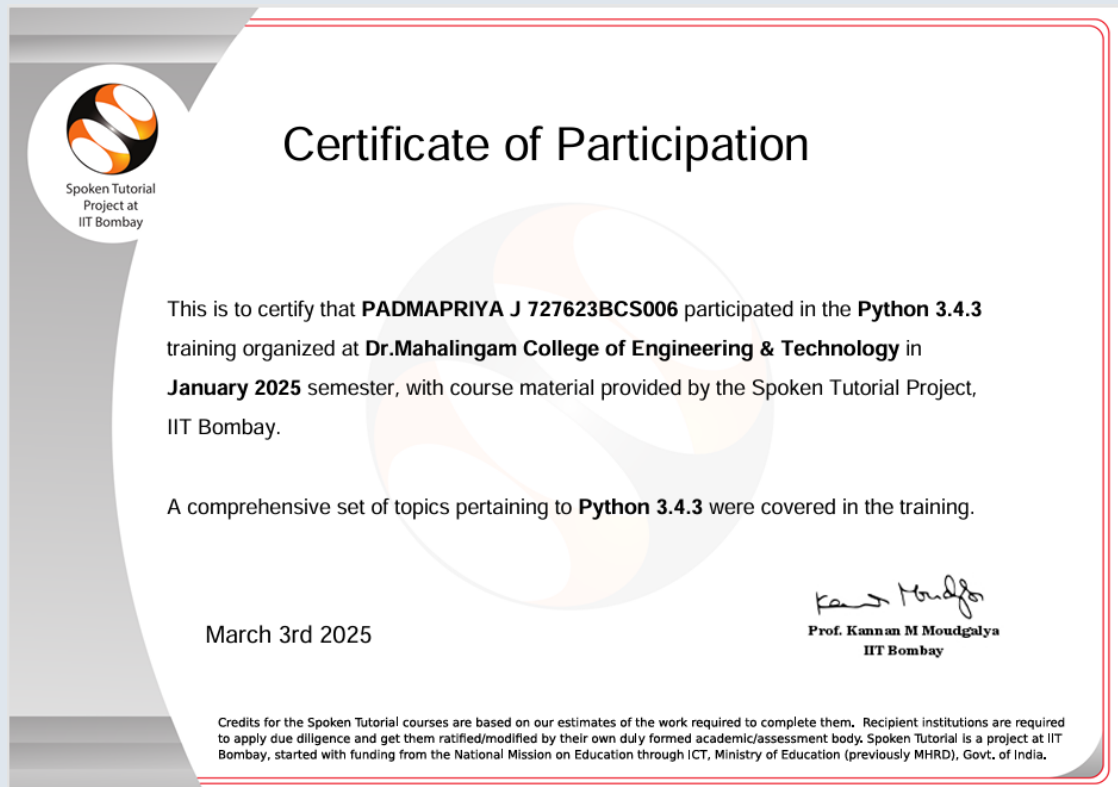 Spoken Tutorial
Project at
IIT Bombay
Certificate of Participation
This is to certify that PADMAPRIYA J 727623BCS006 participated in the Python 3.4.3
training organized at Dr.Mahalingam College of Engineering & Technology in
January 2025 semester, with course material provided by the Spoken Tutorial Project,
IIT Bombay.
A comprehensive set of topics pertaining to Python 3.4.3 were covered in the training.
March 3rd 2025
Prof. Kannan M Moudgalya
IIT Bombay
Credits for the Spoken Tutorial courses are based on our estimates of the work required to complete them. Recipient institutions are required
to apply due diligence and get them ratified/modified by their own duly formed academic/assessment body. Spoken Tutorial is a project at IIT
Bombay, started with funding from the National Mission on Education through ICT, Ministry of Education (previously MHRD), Govt. of India.